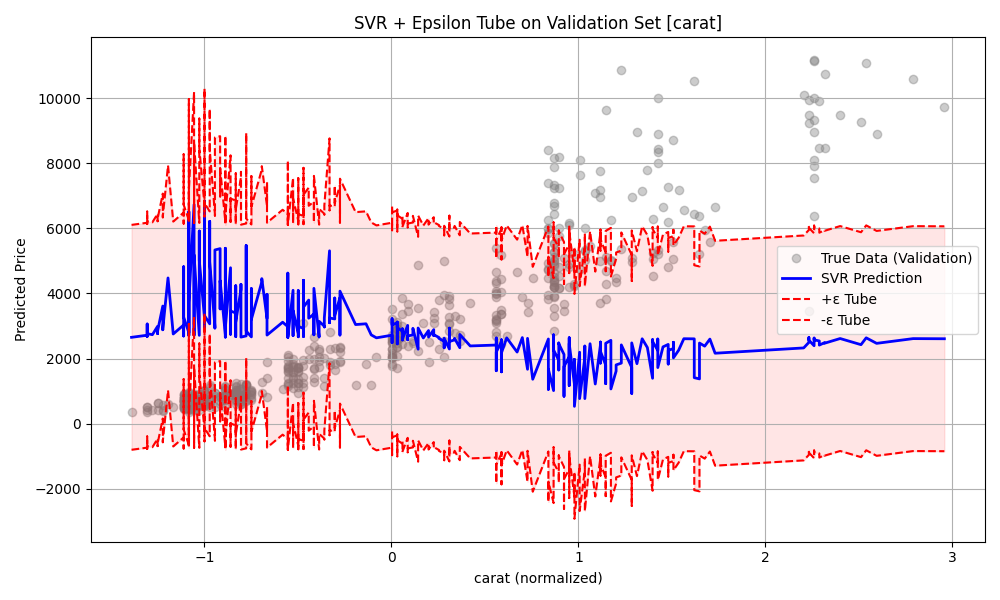 SVR + Epsilon Tube on Validation Set [carat]
Predicted Price
10000
8000
6000
4000
2000
0
−2000
True Data (Validation)
SVR Prediction
+ε Tube
-ε Tube
−1
0
1
2
3
carat (normalized)